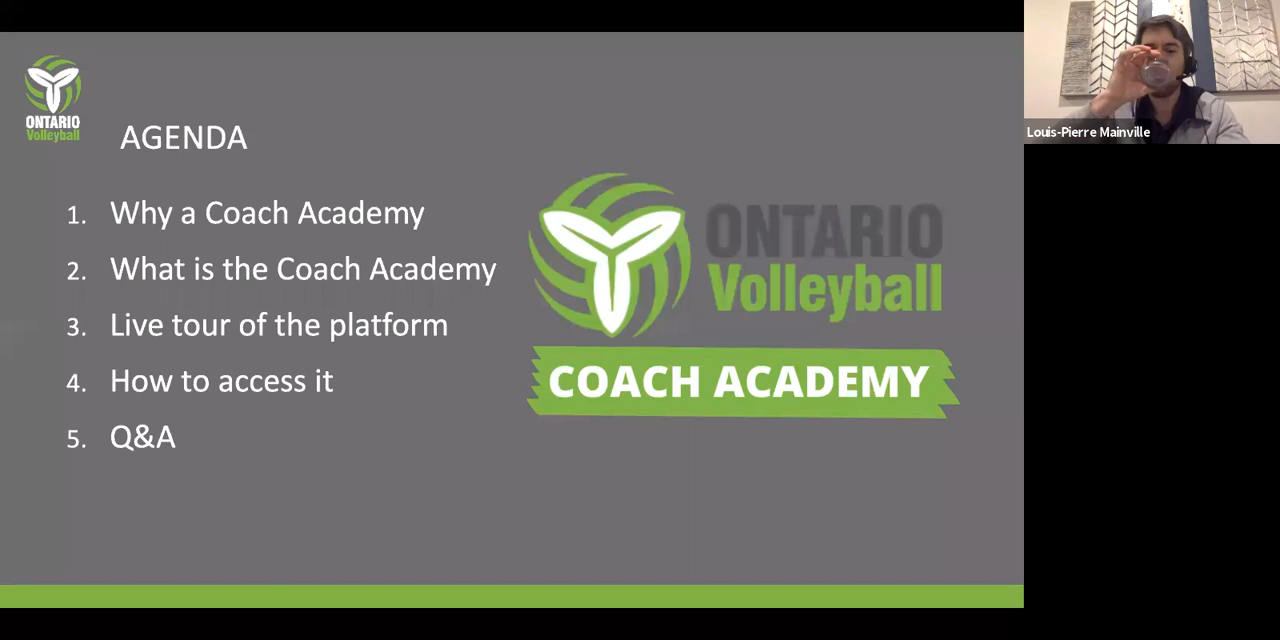 ONTARIO
Volleyball
AGENDA
1. Why a Coach Academy
2. What is the Coach Academy
3. Live tour of the platform
4. How to access it
5. Q&A
ONTARIO
Volleyball
COACH ACADEMY
Louis-Pierre Mainville